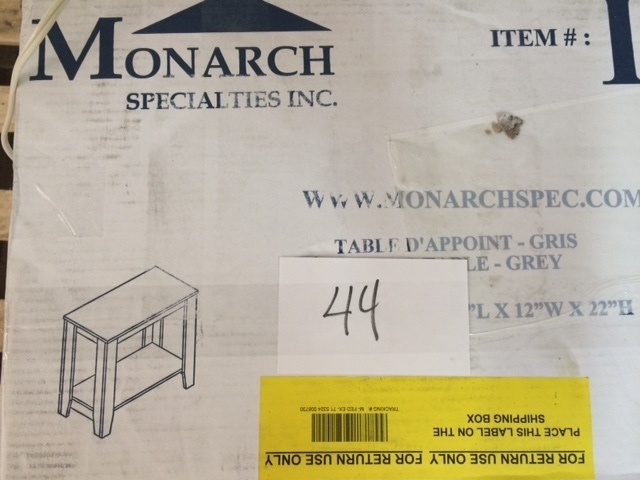 MONARCH
SPECIALTIES INC.
ITEM # :
WWW.MONARCHSPEC.COM
TABLE D'APPOINT - GRIS
- GREY
"L X 12"W X 22"H
44
FOR RETURN USE ONLY FOR RETURN USE ONLY
PLACE THIS LABEL ON THE
SHIPPING BOX